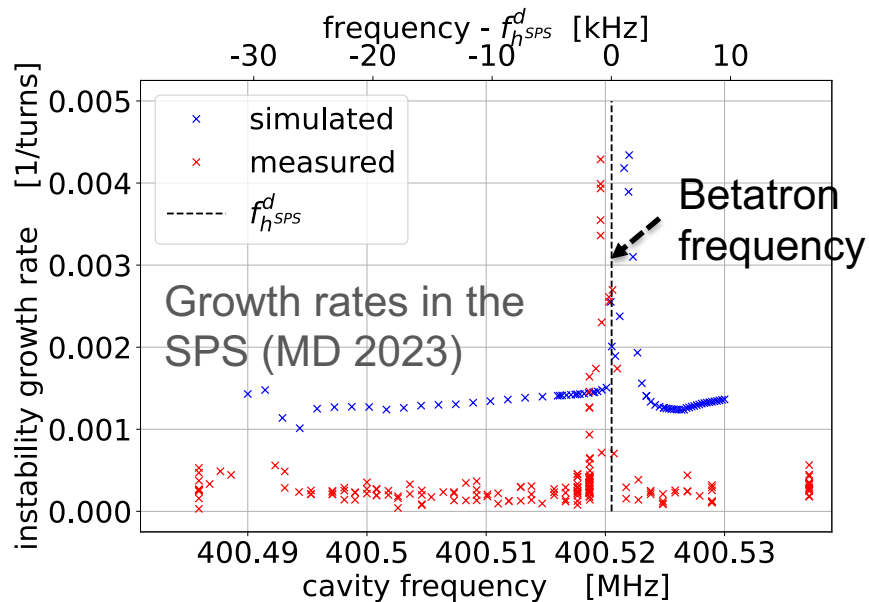 frequency - f^d_{h^{SPS}} [kHz]
-30 -20 -10 0 10
0.005
0.004
0.003
0.002
0.001
0.000
instability growth rate [1/turns]
simulated
measured
f^d_{h^{SPS}}
Betatron
frequency
Growth rates in the
SPS (MD 2023)
400.49 400.5 400.51 400.52 400.53
cavity frequency [MHz]